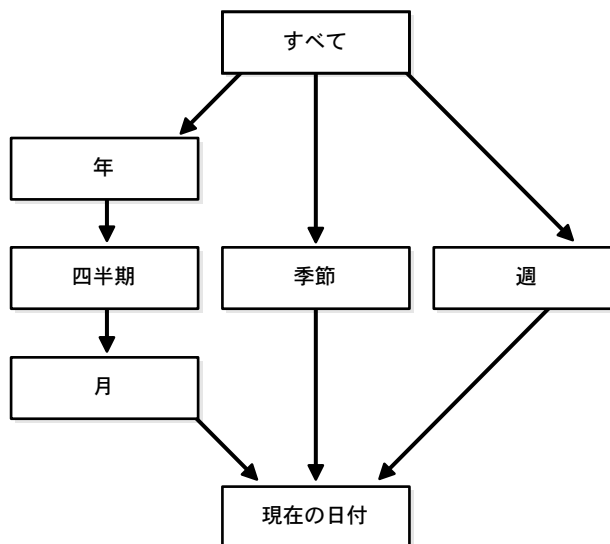 すべて
年
四半期
季節
週
月
現在の日付